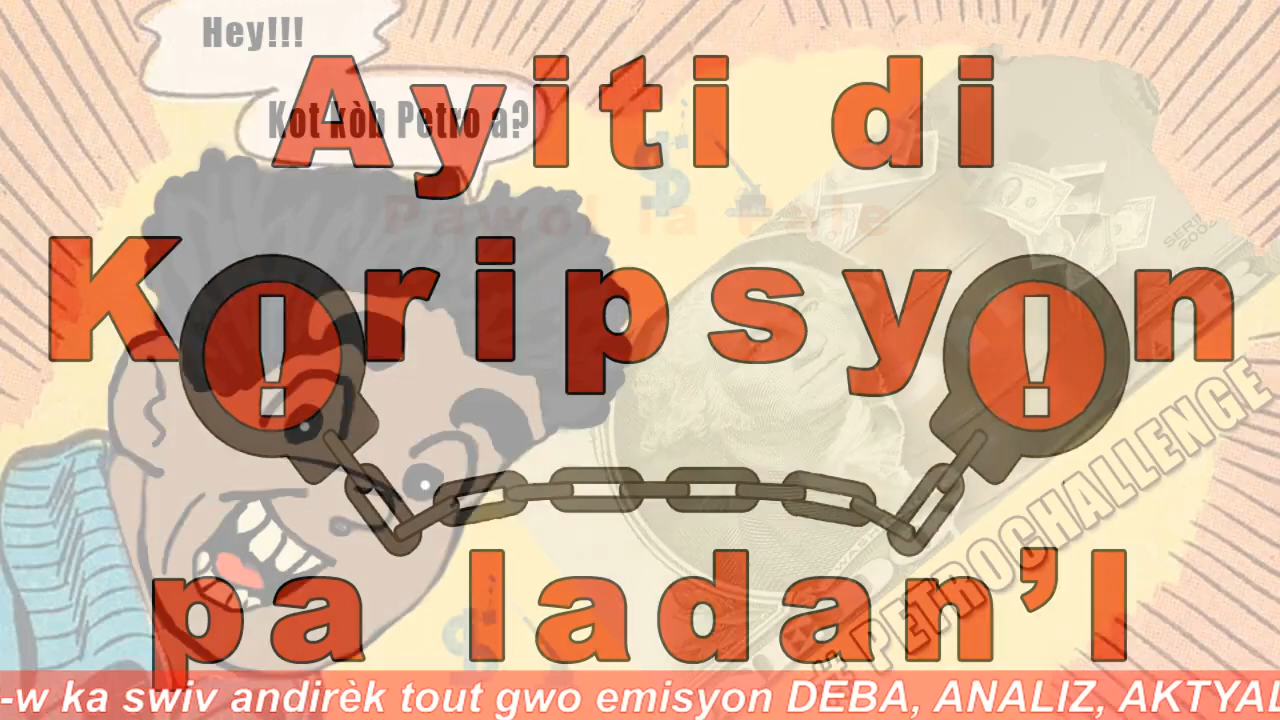 Hey!!!
Kot kòb Petro a?
Ayiti di
Koripsyon
pa ladan’l
SERIES
# PETROCHALLENGE
-w ka swiv andirèk tout gwo emisyon DEBA, ANALIZ, AKTYAL